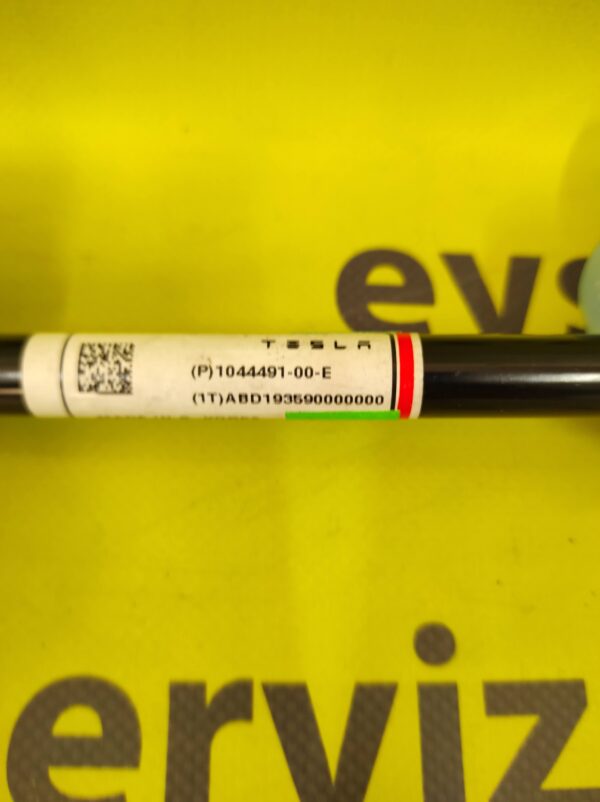 evs
TESLA
(P)1044491-00-E
(1T)ABD193590000000
erviz